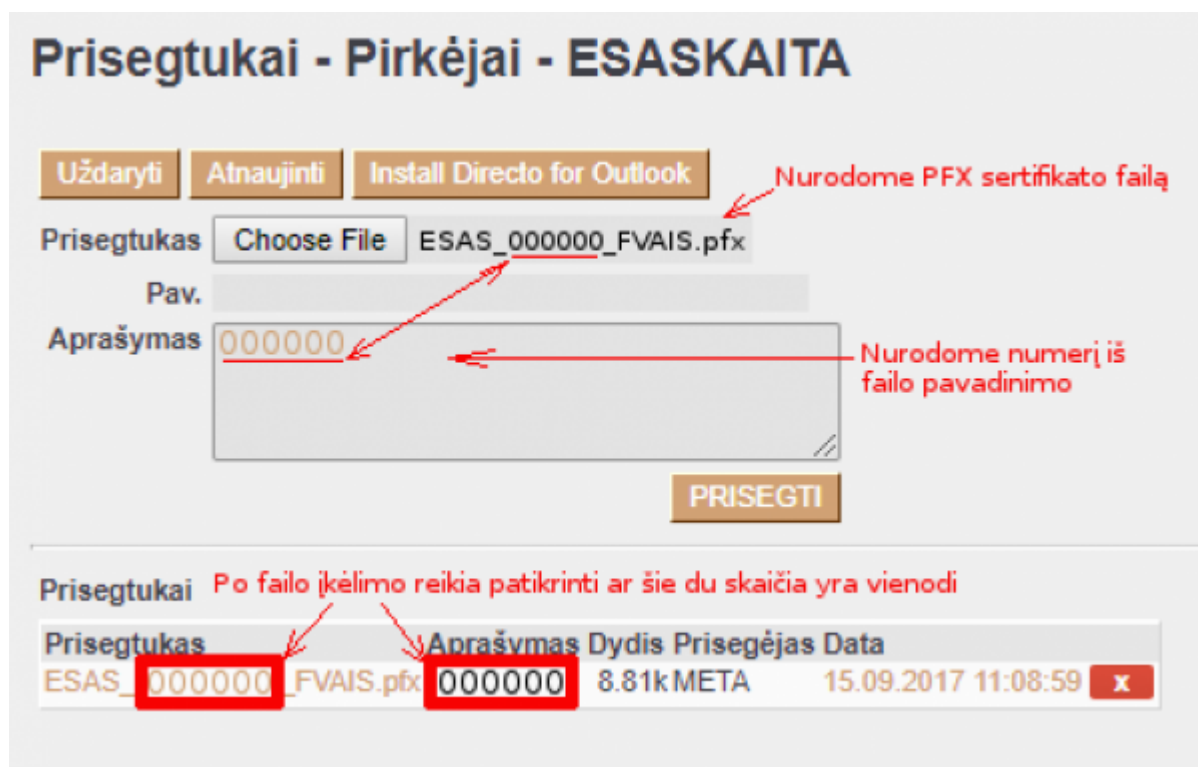 Prisegtukai - Pirkėjai - ESASKAITA
Uždaryti Atnaujinti Install Directo for Outlook
Nurodome PFX sertifikato failą
Prisegtukas Choose File ESAS_000000_FVAIS.pfx
Pav.
Aprašymas 000000
Nurodome numerį iš
failo pavadinimo
PRISEGTI
Prisegtukai Po failo įkėlimo reikia patikrinti ar šie du skaičia yra vienodi
Prisegtukas Aprašymas Dydis Prisegėjas Data
ESAS_000000_FVAIS.pfx 000000 8.81k META 15.09.2017 11:08:59 x